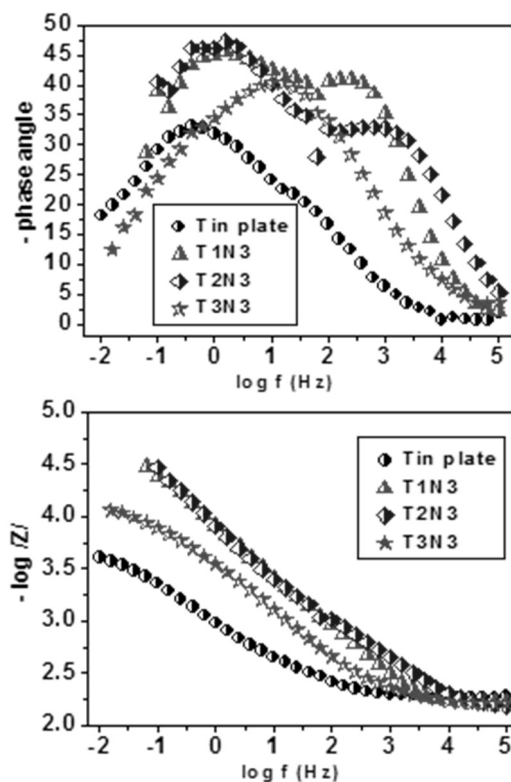 50
45
40
35
30
25
20
15
10
5
0
- phase angle
Tin plate
T1N3
T2N3
T3N3
-2 -1 0 1 2 3 4 5
log f (Hz)
5.0
4.5
4.0
3.5
3.0
2.5
2.0
- log /Z/
Tin plate
T1N3
T2N3
T3N3
-2 -1 0 1 2 3 4 5
log f (Hz)